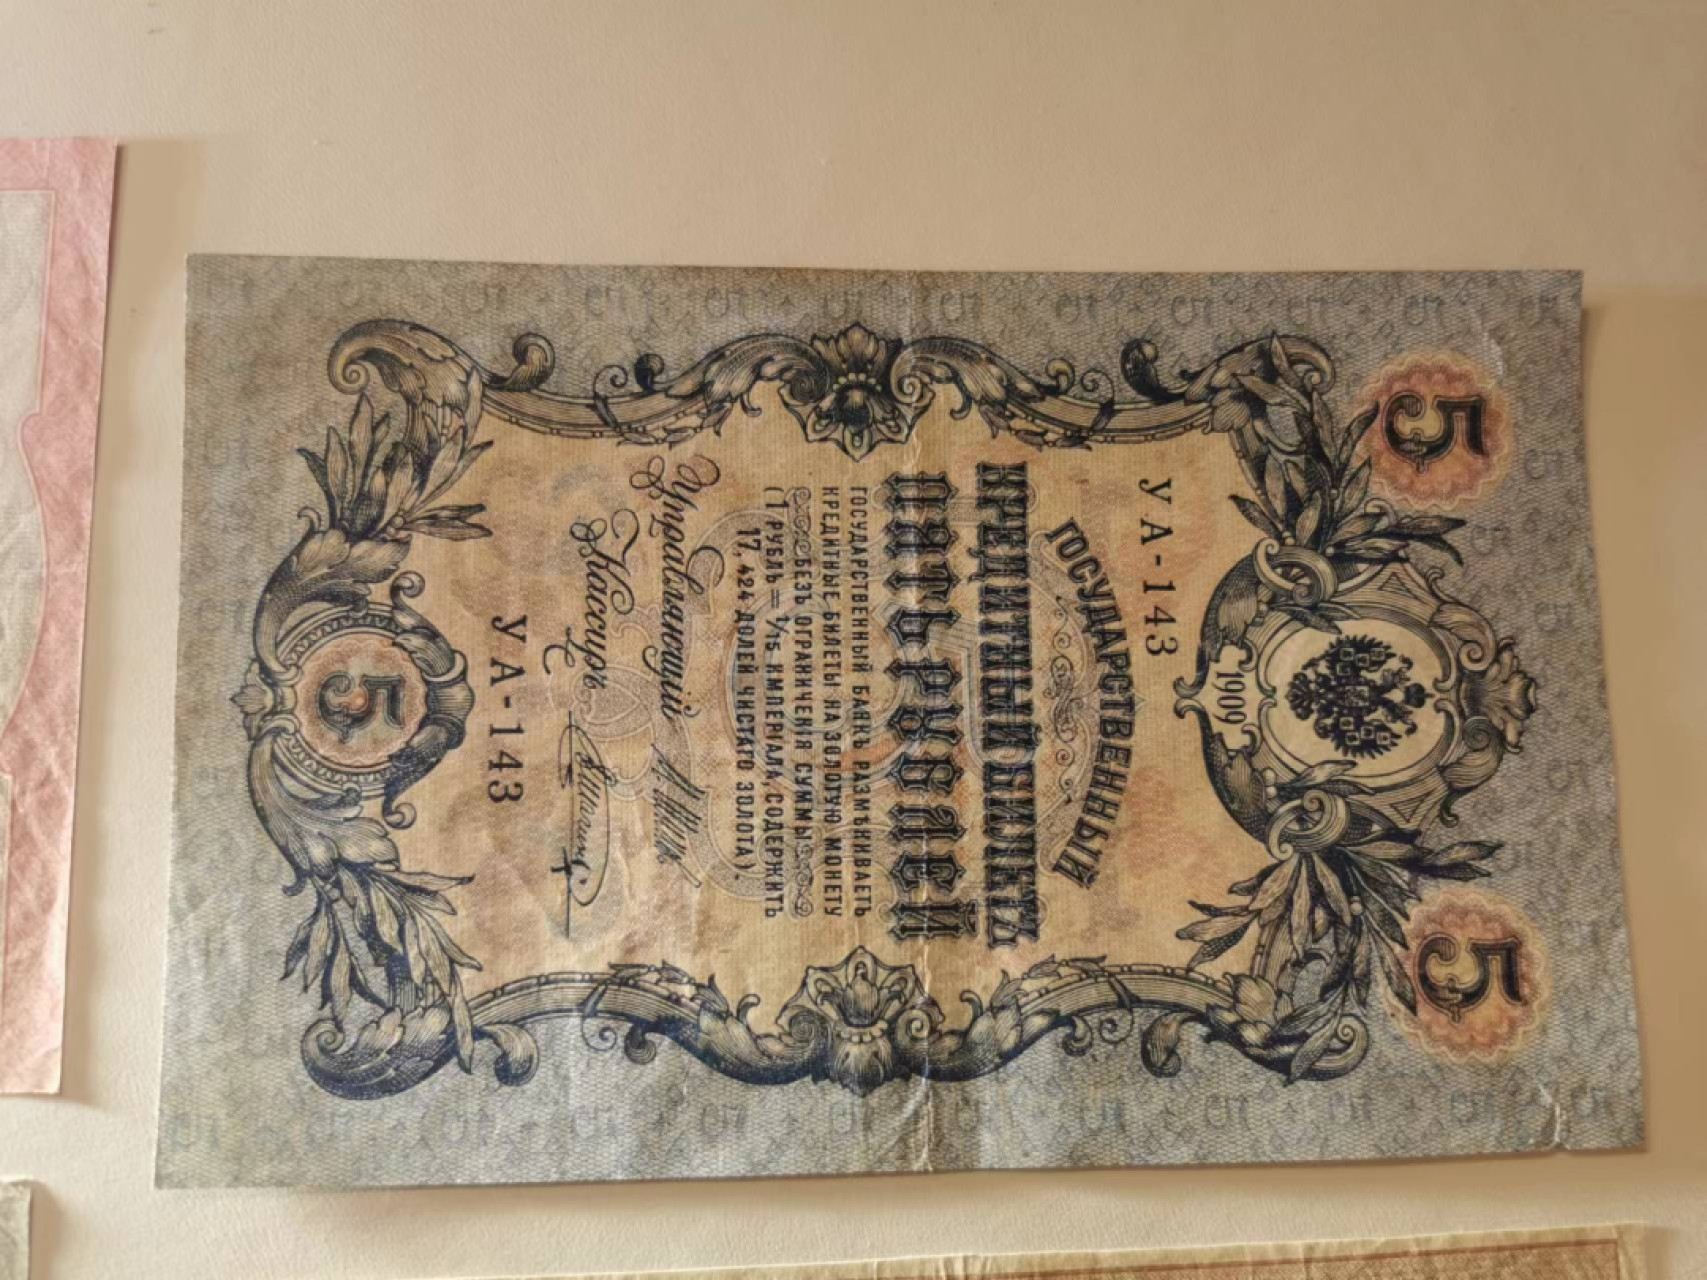 1909
5
5
УА-143
ГОСУДАРСТВЕННЫЙ
КРЕДИТНЫЙ БИЛЕТЪ
ПЯТЬ РУБЛЕЙ
ГОСУДАРСТВЕННЫЙ БАНКЪ РАЗМѢНИВАЕТЪ
КРЕДИТНЫЕ БИЛЕТЫ НА ЗОЛОТУЮ МОНЕТУ
БЕЗЪ ОГРАНИЧЕНІЯ СУММЫ
(1 РУБЛЬ = 1/15 ИМПЕРІАЛА, СОДЕРЖИТЪ
17,424 ДОЛЕЙ ЧИСТАГО ЗОЛОТА).
Управляющій
Кассиръ
УА-143
5